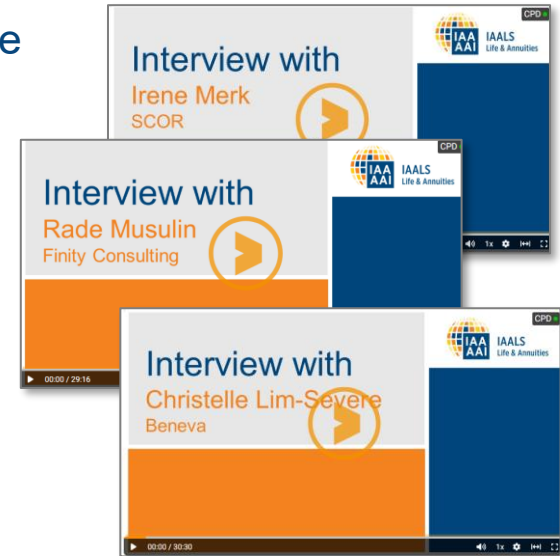 e
CPD
IAA
AAI
IAALS
Life & Annuities
Interview with
Irene Merk
SCOR
1x
CPD
IAA
AAI
IAALS
Life & Annuities
Interview with
Rade Musulin
Finity Consulting
00:00 / 29:16
CPD
IAA
AAI
IAALS
Life & Annuities
Interview with
Christelle Lim-Severe
Beneva
00:00 / 30:30
1x